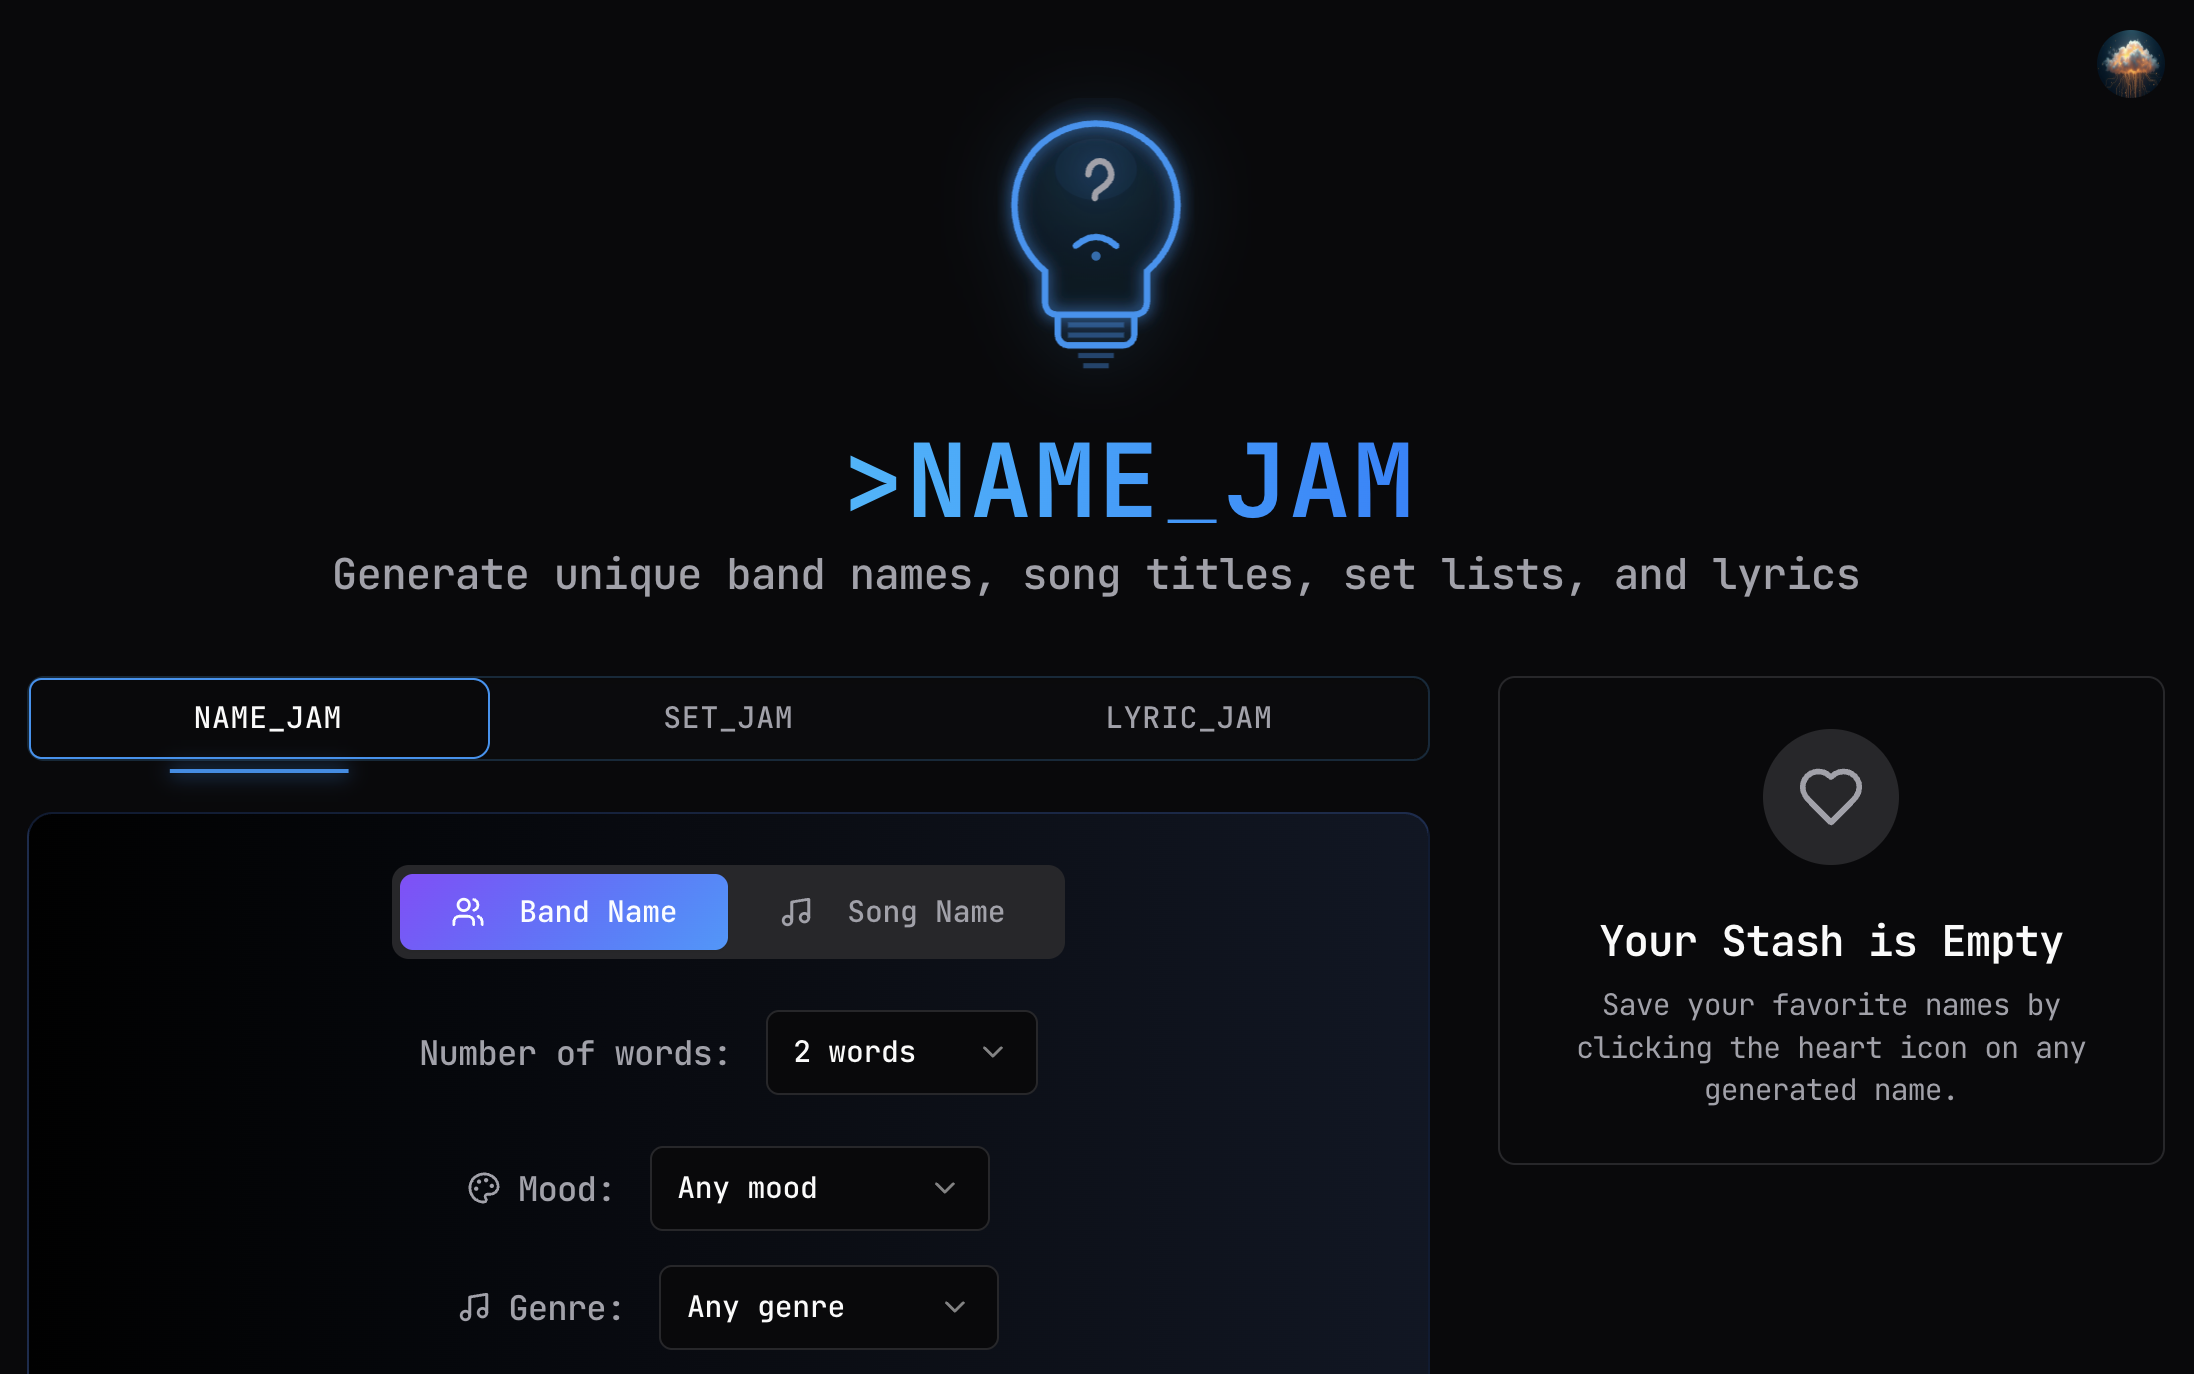 ?
>NAME_JAM
Generate unique band names, song titles, set lists, and lyrics
NAME_JAM
SET_JAM
LYRIC_JAM
Band Name
Song Name
Number of words:
2 words
Mood:
Any mood
Genre:
Any genre
Your Stash is Empty
Save your favorite names by
clicking the heart icon on any
generated name.